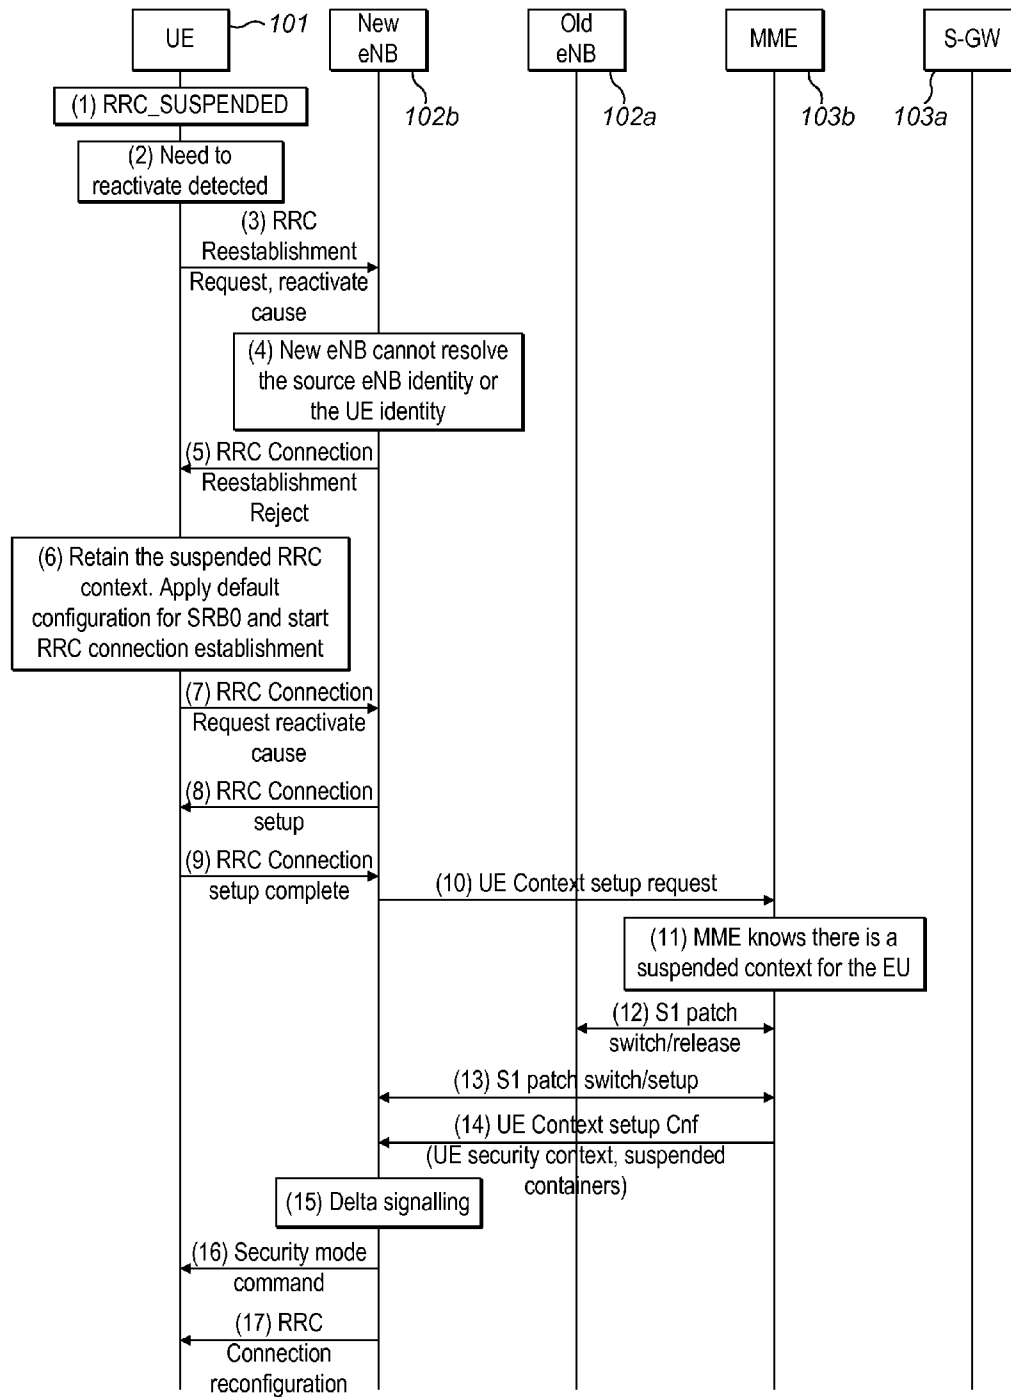 UE
101
New
eNB
102b
Old
eNB
102a
MME
103b
S-GW
103a
(1) RRC_SUSPENDED
(2) Need to
reactivate detected
(3) RRC
Reestablishment
Request, reactivate
cause
(4) New eNB cannot resolve
the source eNB identity or
the UE identity
(5) RRC Connection
Reestablishment
Reject
(6) Retain the suspended RRC
context. Apply default
configuration for SRB0 and start
RRC connection establishment
(7) RRC Connection
Request reactivate
cause
(8) RRC Connection
setup
(9) RRC Connection
setup complete
(10) UE Context setup request
(11) MME knows there is a
suspended context for the EU
(12) S1 patch
switch/release
(13) S1 patch switch/setup
(14) UE Context setup Cnf
(UE security context, suspended
containers)
(15) Delta signalling
(16) Security mode
command
(17) RRC
Connection
reconfiguration